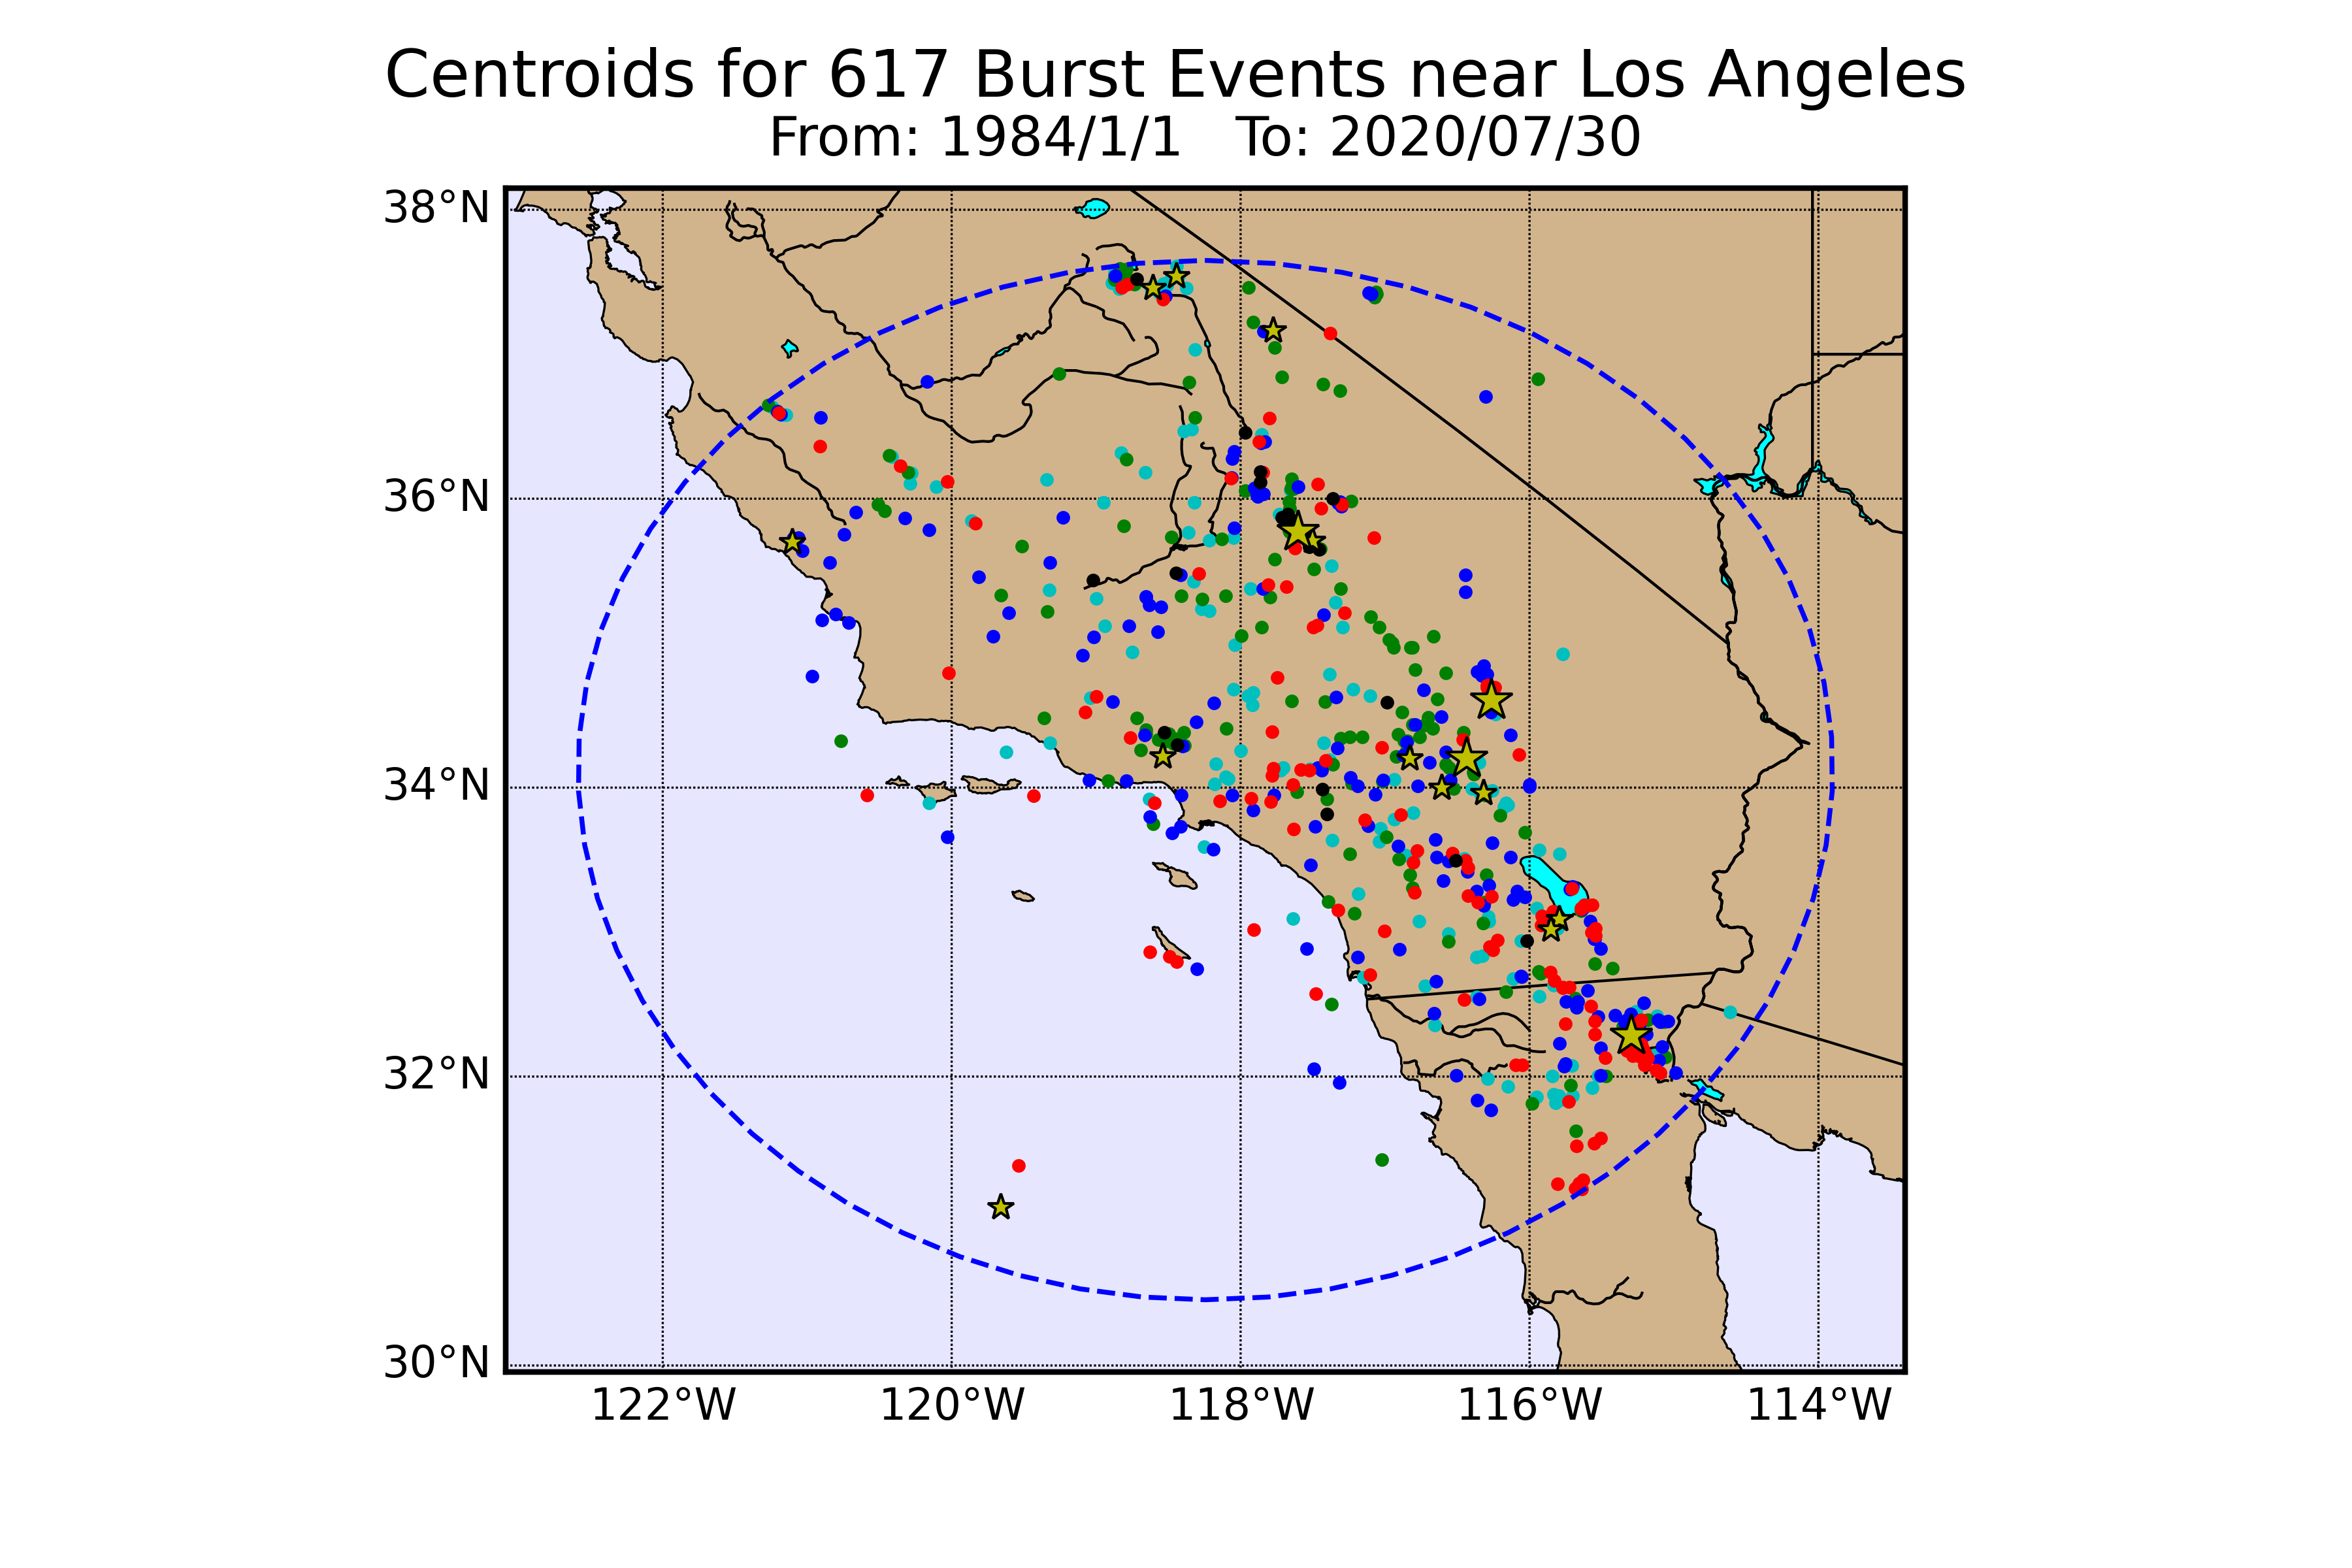 Centroids for 617 Burst Events near Los Angeles
From: 1984/1/1 To: 2020/07/30
38°N
36°N
34°N
32°N
30°N
122°W 120°W 118°W 116°W 114°W